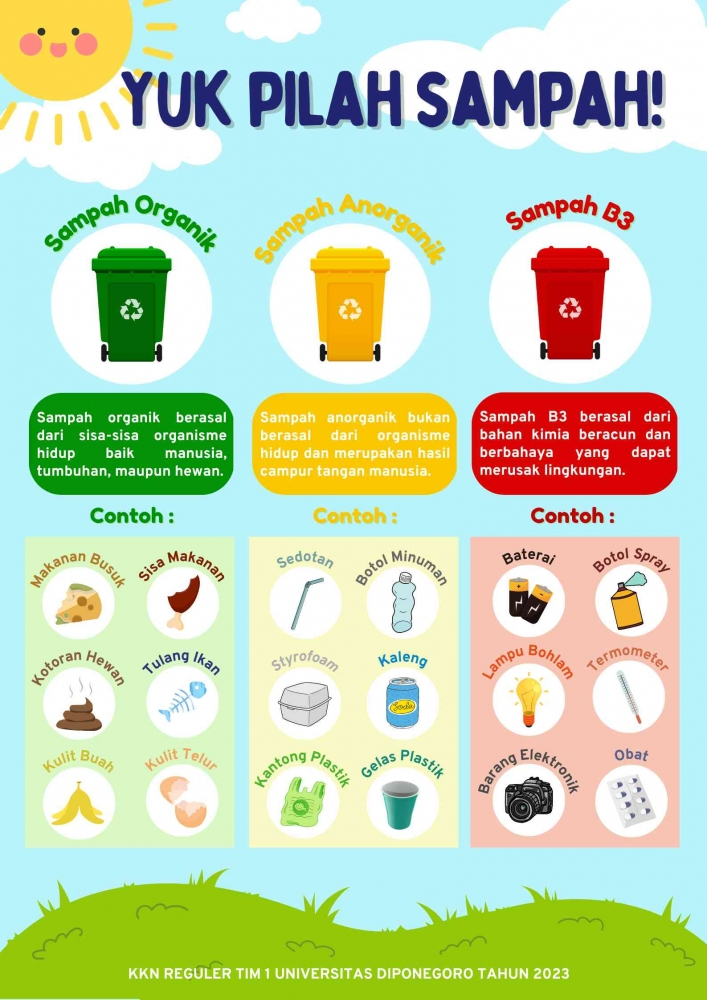 YUK PILAH SAMPAH!
Sampah Organik
Sampah Anorganik
Sampah B3
Sampah organik berasal
dari sisa-sisa organisme
hidup baik manusia,
tumbuhan, maupun hewan.
Sampah anorganik bukan
berasal dari organisme
hidup dan merupakan hasil
campur tangan manusia.
Sampah B3 berasal dari
bahan kimia beracun dan
berbahaya yang dapat
merusak lingkungan.
Contoh :
Makanan Busuk
Sisa Makanan
Kotoran Hewan
Tulang Ikan
Kulit Buah
Kulit Telur
Contoh :
Sedotan
Botol Minuman
Styrofoam
Kaleng
Soda
Kantong Plastik
Gelas Plastik
Contoh :
Baterai
Botol Spray
Lampu Bohlam
Termometer
Barang Elektronik
Obat
KKN REGULER TIM 1 UNIVERSITAS DIPONEGORO TAHUN 2023